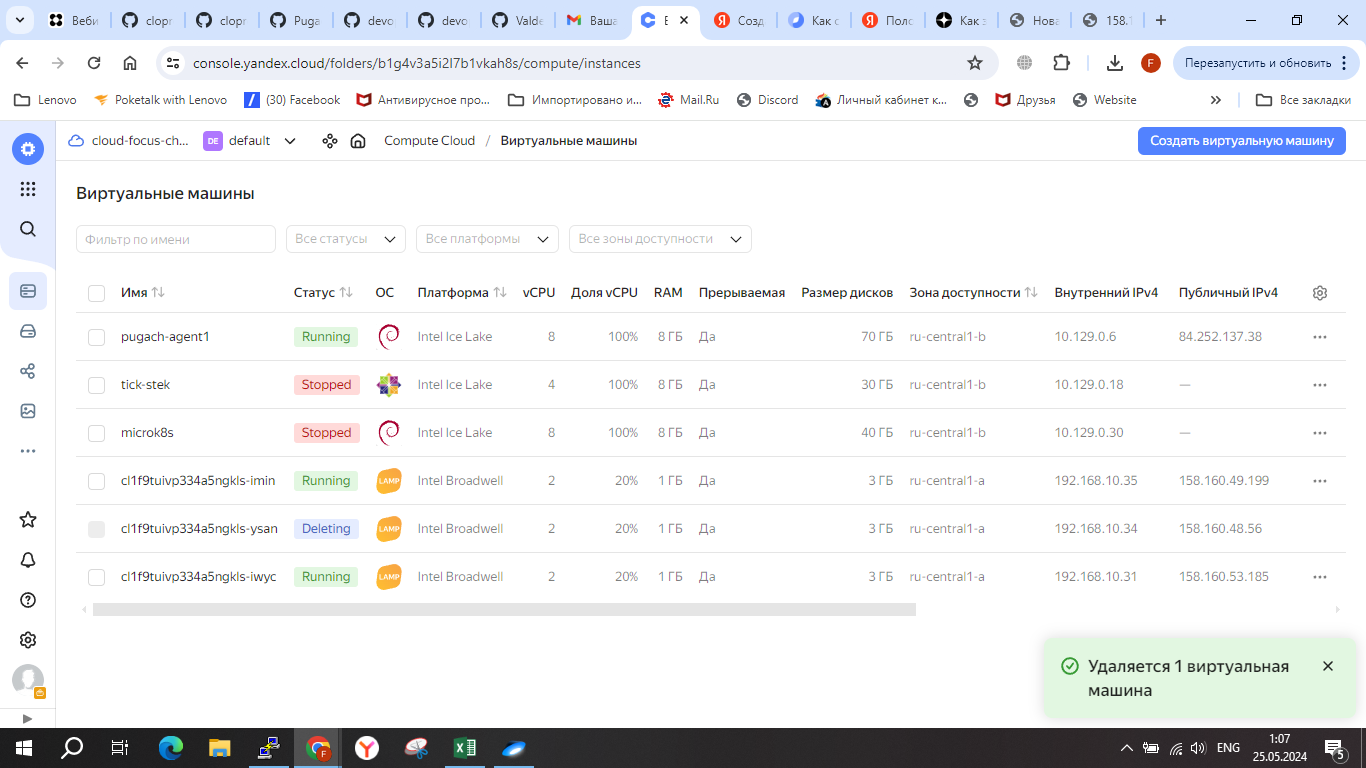 Веби
clopr
clopr
Puga
devo
devo
Valde
Ваша
Созд
Как с
Поло
Как з
Нова
158.1
console.yandex.cloud/folders/b1g4v3a5i2l7b1vkah8s/compute/instances
F
Перезапустить и обновить
Lenovo
Poketalk with Lenovo
(30) Facebook
Антивирусное про...
Импортировано и...
Mail.Ru
Discord
Личный кабинет к...
Друзья
Website
Все закладки
cloud-focus-ch...
DE
default
Compute Cloud / Виртуальные машины
Создать виртуальную машину
Виртуальные машины
Фильтр по имени
Все статусы
Все платформы
Все зоны доступности
Имя Статус ОС Платформа vCPU Доля vCPU RAM Прерываемая Размер дисков Зона доступности Внутренний IPv4 Публичный IPv4
pugach-agent1 Running Intel Ice Lake 8 100% 8 ГБ Да 70 ГБ ru-central1-b 10.129.0.6 84.252.137.38
tick-stek Stopped Intel Ice Lake 4 100% 8 ГБ Да 30 ГБ ru-central1-b 10.129.0.18 —
microk8s Stopped Intel Ice Lake 8 100% 8 ГБ Да 40 ГБ ru-central1-b 10.129.0.30 —
cl1f9tuivp334a5ngkls-imin Running LAMP Intel Broadwell 2 20% 1 ГБ Да 3 ГБ ru-central1-a 192.168.10.35 158.160.49.199
cl1f9tuivp334a5ngkls-ysan Deleting LAMP Intel Broadwell 2 20% 1 ГБ Да 3 ГБ ru-central1-a 192.168.10.34 158.160.48.56
cl1f9tuivp334a5ngkls-iwyc Running LAMP Intel Broadwell 2 20% 1 ГБ Да 3 ГБ ru-central1-a 192.168.10.31 158.160.53.185
Удаляется 1 виртуальная
машина
ENG
1:07
25.05.2024
5